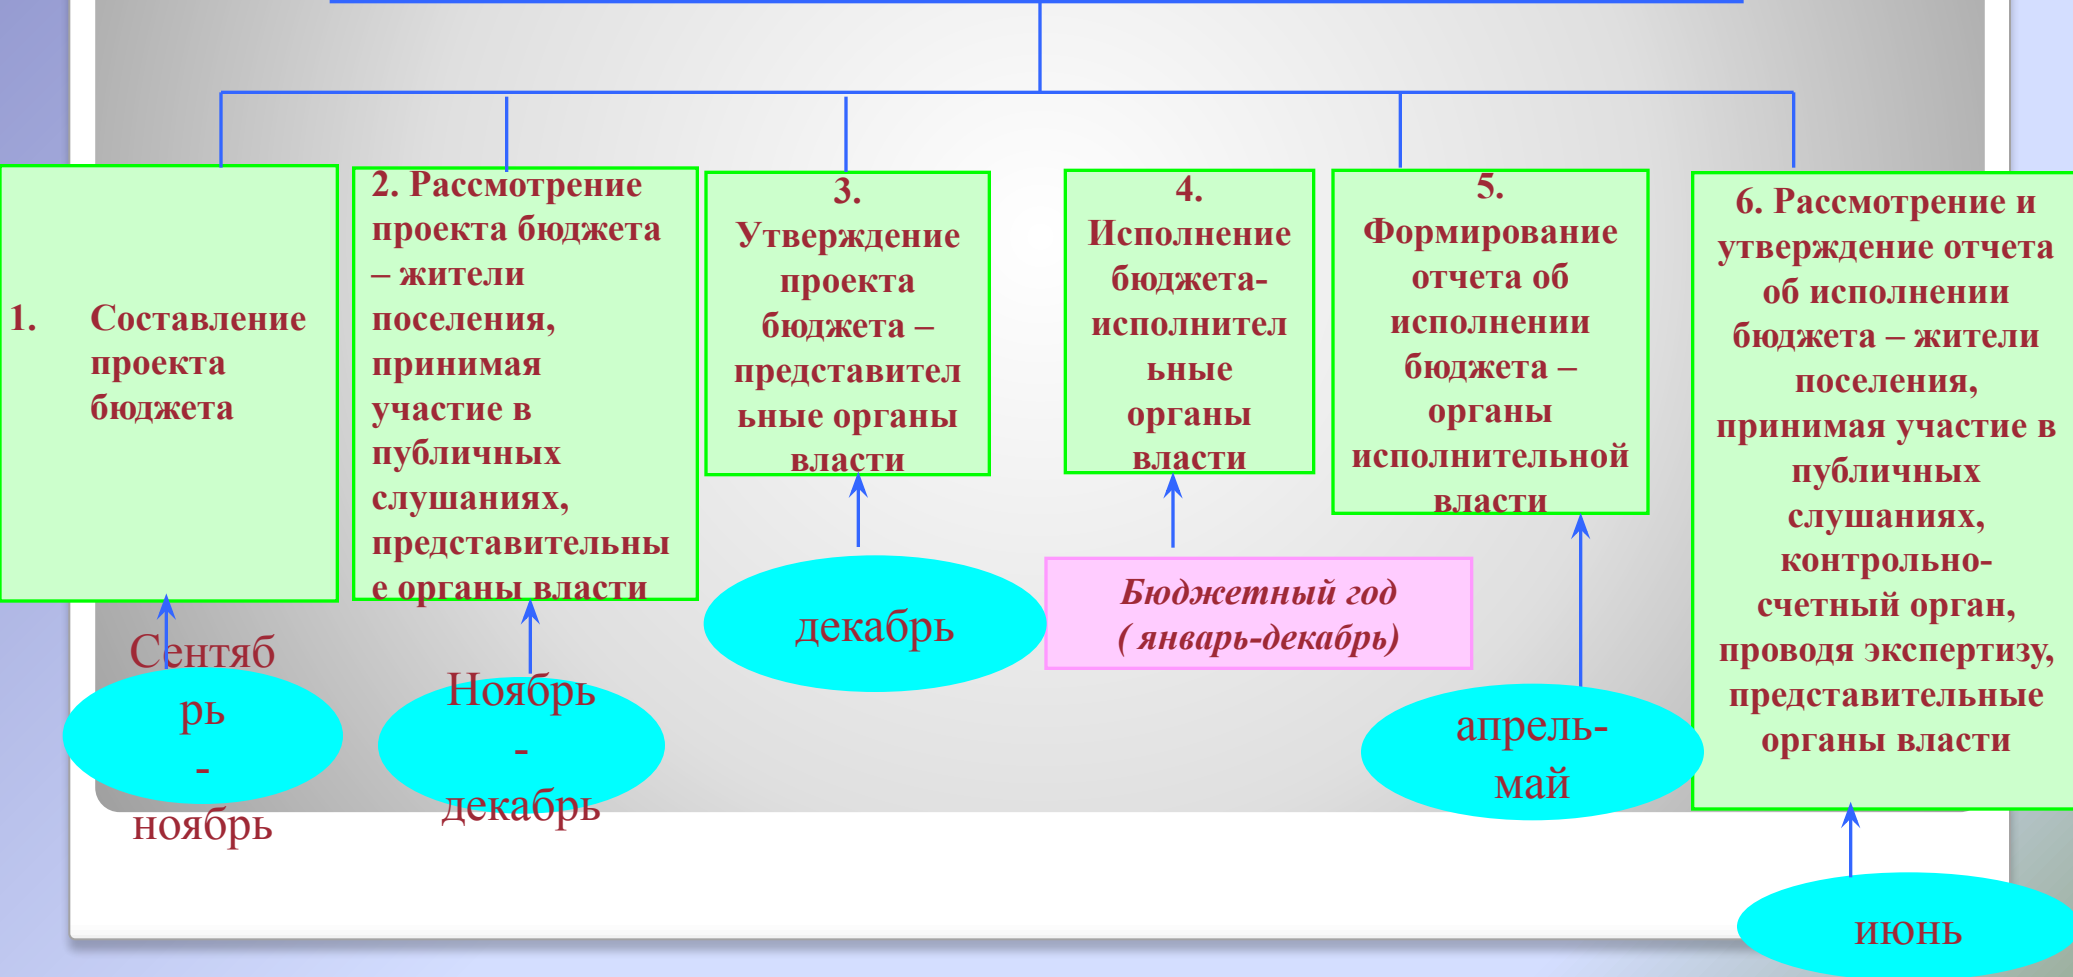 1. Составление
проекта
бюджета
2. Рассмотрение
проекта бюджета
– жители
поселения,
принимая
участие в
публичных
слушаниях,
представительны
е органы власти
3.
Утверждение
проекта
бюджета –
представител
ьные органы
власти
4.
Исполнение
бюджета-
исполнител
ьные
органы
власти
5.
Формирование
отчета об
исполнении
бюджета –
органы
исполнительной
власти
6. Рассмотрение и
утверждение отчета
об исполнении
бюджета – жители
поселения,
принимая участие в
публичных
слушаниях,
контрольно-
счетный орган,
проводя экспертизу,
представительные
органы власти
Сентяб
рь
-
ноябрь
Ноябрь
-
декабрь
декабрь
Бюджетный год
( январь-декабрь)
апрель-
май
июнь